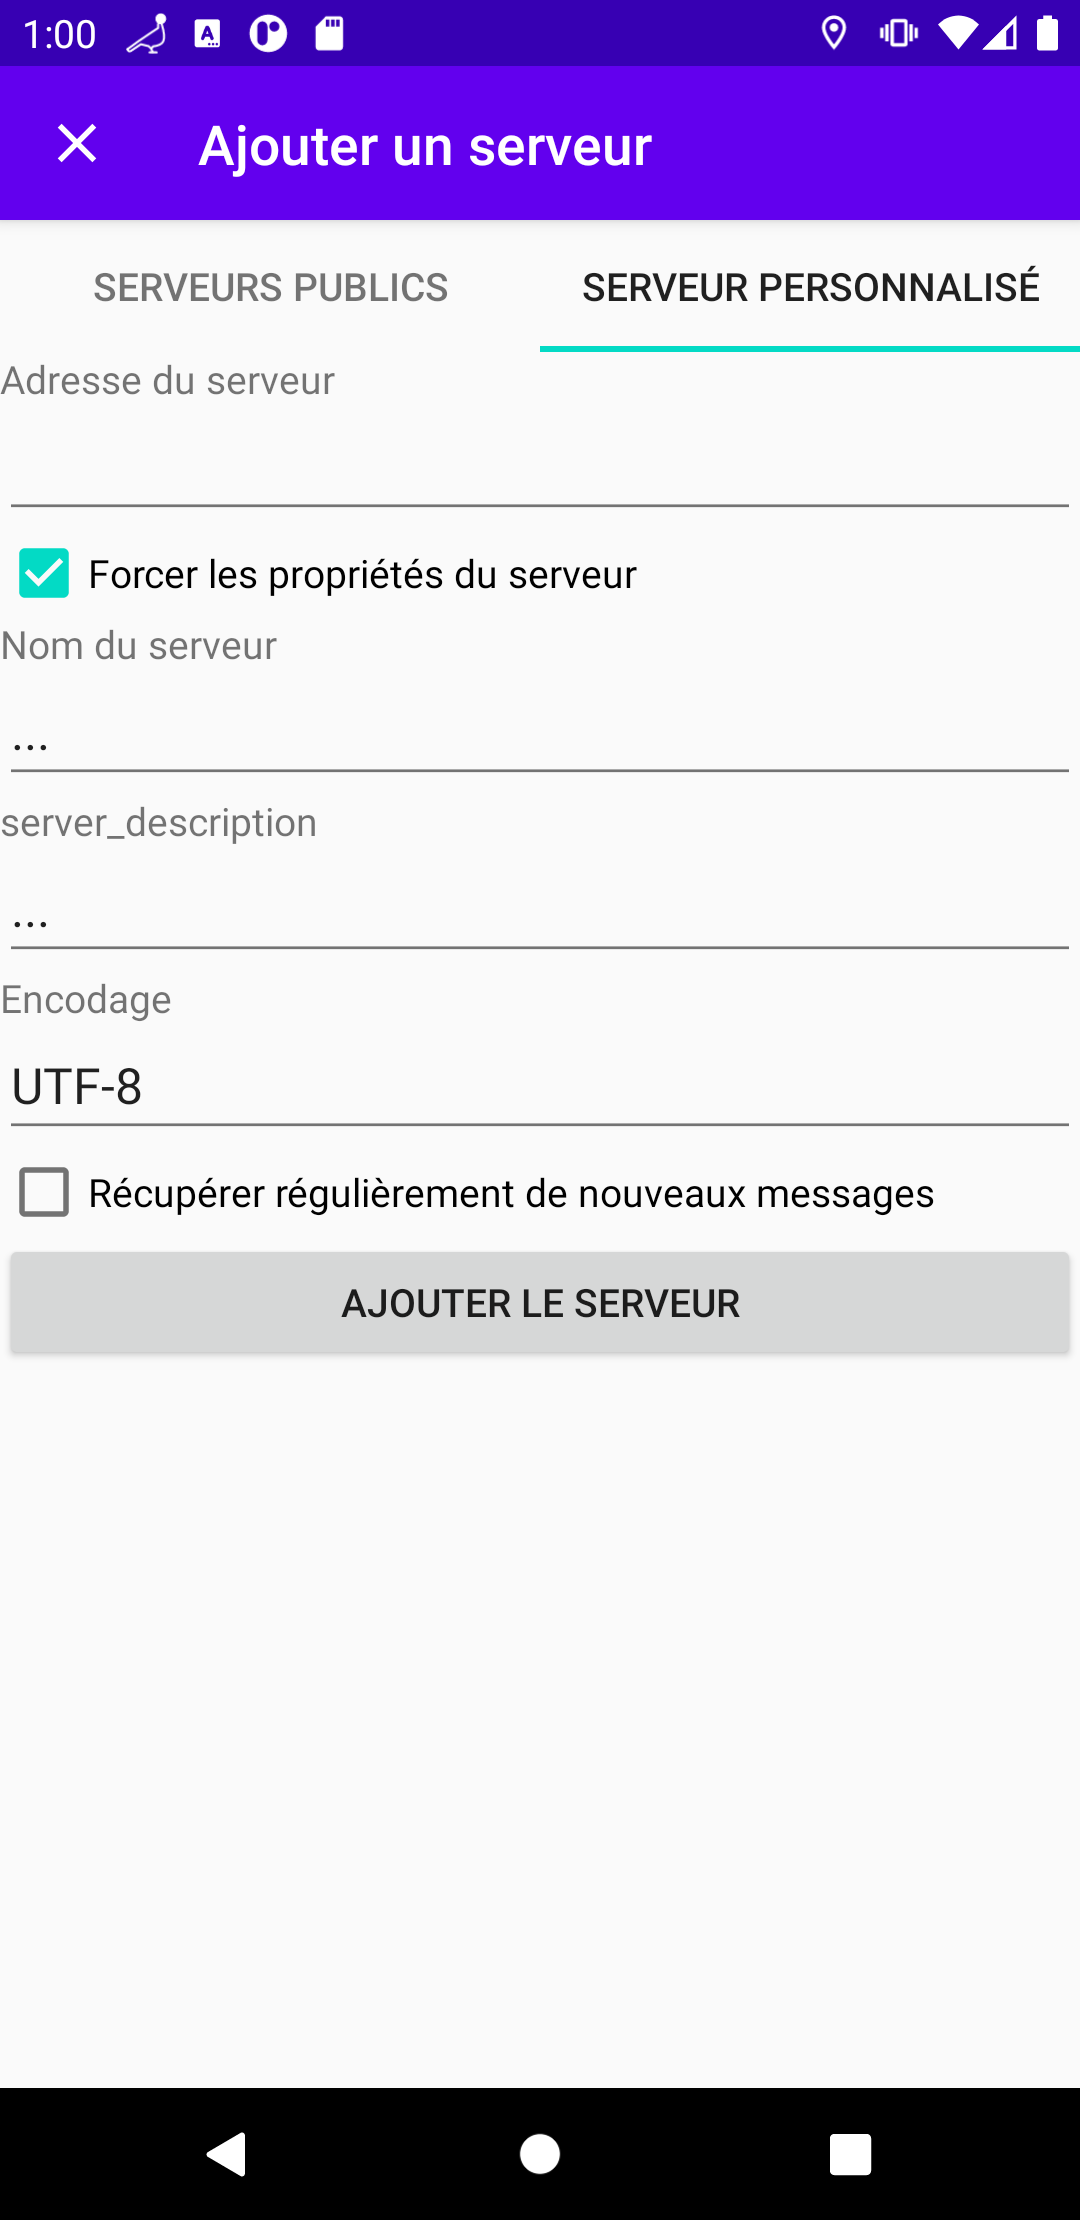 1:00
Ajouter un serveur
SERVEURS PUBLICS
SERVEUR PERSONNALISÉ
Adresse du serveur
Forcer les propriétés du serveur
Nom du serveur
...
server_description
...
Encodage
UTF-8
Récupérer régulièrement de nouveaux messages
AJOUTER LE SERVEUR